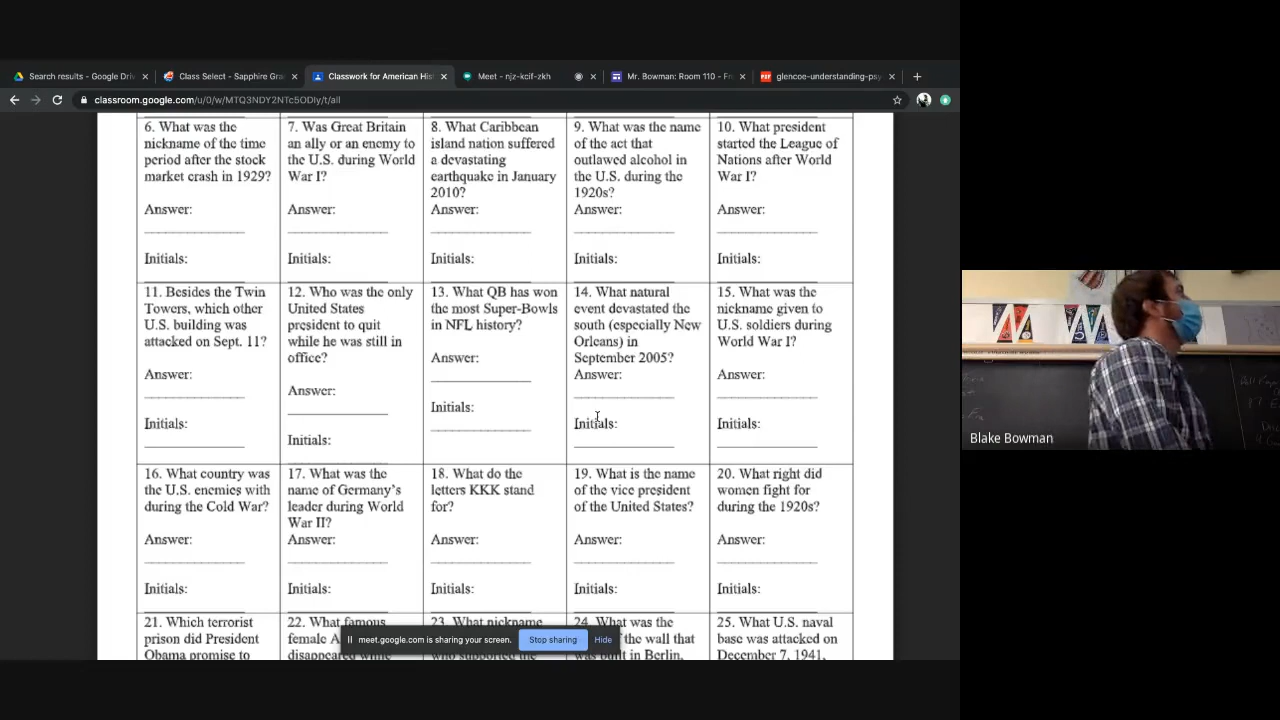 Search results - Google Driv
Class Select - Sapphire Gra
Classwork for American His
Meet - njz-kcif-zkh
Mr. Bowman: Room 110 - Fr
glencoe-understanding-psy
classroom.google.com/u/0/w/MTQ3NDY2NTc5ODIy/t/all
6. What was the
nickname of the time
period after the stock
market crash in 1929?
Answer:
Initials:
7. Was Great Britain
an ally or an enemy to
the U.S. during World
War I?
Answer:
Initials:
8. What Caribbean
island nation suffered
a devastating
earthquake in January
2010?
Answer:
Initials:
9. What was the name
of the act that
outlawed alcohol in
the U.S. during the
1920s?
Answer:
Initials:
10. What president
started the League of
Nations after World
War I?
Answer:
Initials:
11. Besides the Twin
Towers, which other
U.S. building was
attacked on Sept. 11?
Answer:
Initials:
12. Who was the only
United States
president to quit
while he was still in
office?
Answer:
Initials:
13. What QB has won
the most Super-Bowls
in NFL history?
Answer:
Initials:
14. What natural
event devastated the
south (especially New
Orleans) in
September 2005?
Answer:
Initials:
15. What was the
nickname given to
U.S. soldiers during
World War I?
Answer:
Initials:
16. What country was
the U.S. enemies with
during the Cold War?
Answer:
Initials:
17. What was the
name of Germany's
leader during World
War II?
Answer:
Initials:
18. What do the
letters KKK stand
for?
Answer:
Initials:
19. What is the name
of the vice president
of the United States?
Answer:
Initials:
20. What right did
women fight for
during the 1920s?
Answer:
Initials:
21. Which terrorist
prison did President
Obama promise to
22. What famous
female A
disappeared while
23. What nickname
who supported the
24. What was the
the wall that
was built in Berlin,
25. What U.S. naval
base was attacked on
December 7, 1941,
meet.google.com is sharing your screen.
Stop sharing
Hide
Blake Bowman